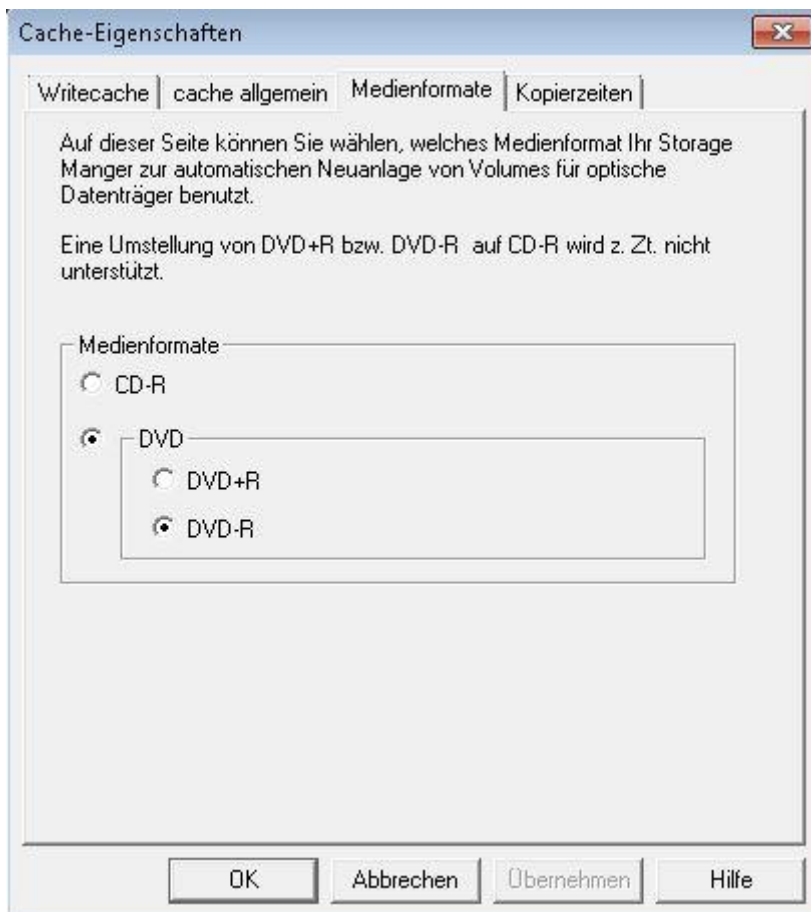 Cache-Eigenschaften
Writecache
cache allgemein
Medienformate
Kopierzeiten
Auf dieser Seite können Sie wählen, welches Medienformat Ihr Storage
Manger zur automatischen Neuanlage von Volumes für optische
Datenträger benutzt.
Eine Umstellung von DVD+R bzw. DVD-R auf CD-R wird z. Zt. nicht
unterstützt.
Medienformate
CD-R
DVD
DVD+R
DVD-R
OK
Abbrechen
Übernehmen
Hilfe